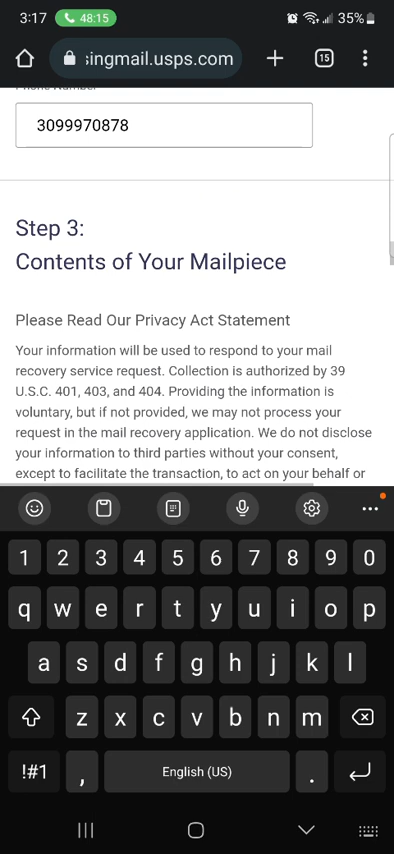 3:17
48:15
35%
singmail.usps.com
15
Phone Number
3099970878
Step 3:
Contents of Your Mailpiece
Please Read Our Privacy Act Statement
Your information will be used to respond to your mail
recovery service request. Collection is authorized by 39
U.S.C. 401, 403, and 404. Providing the information is
voluntary, but if not provided, we may not process your
request in the mail recovery application. We do not disclose
your information to third parties without your consent,
except to facilitate the transaction, to act on your behalf or
1 2 3 4 5 6 7 8 9 0
q w e r t y u i o p
a s d f g h j k l
z x c v b n m
!#1 , English (US) .